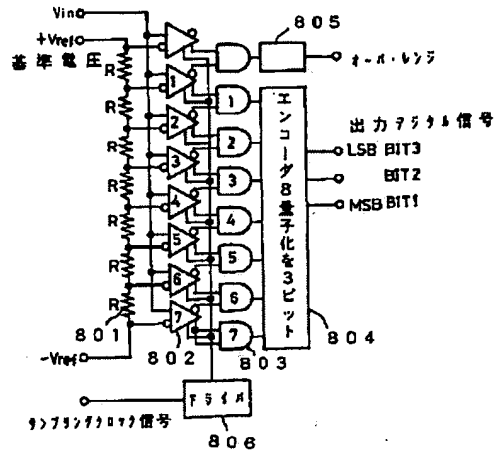 Vin
+Vref
基準電圧
R
R
R
R
R
R
R
801
-Vref
サンプリングクロック信号
1
2
3
4
5
6
7
802
1
2
3
4
5
6
7
803
805
オーバ・レンジ
エンコーダ8量子化を3ビット
804
出力デジタル信号
LSB BIT3
BIT2
MSB BIT1
ドライバ
806